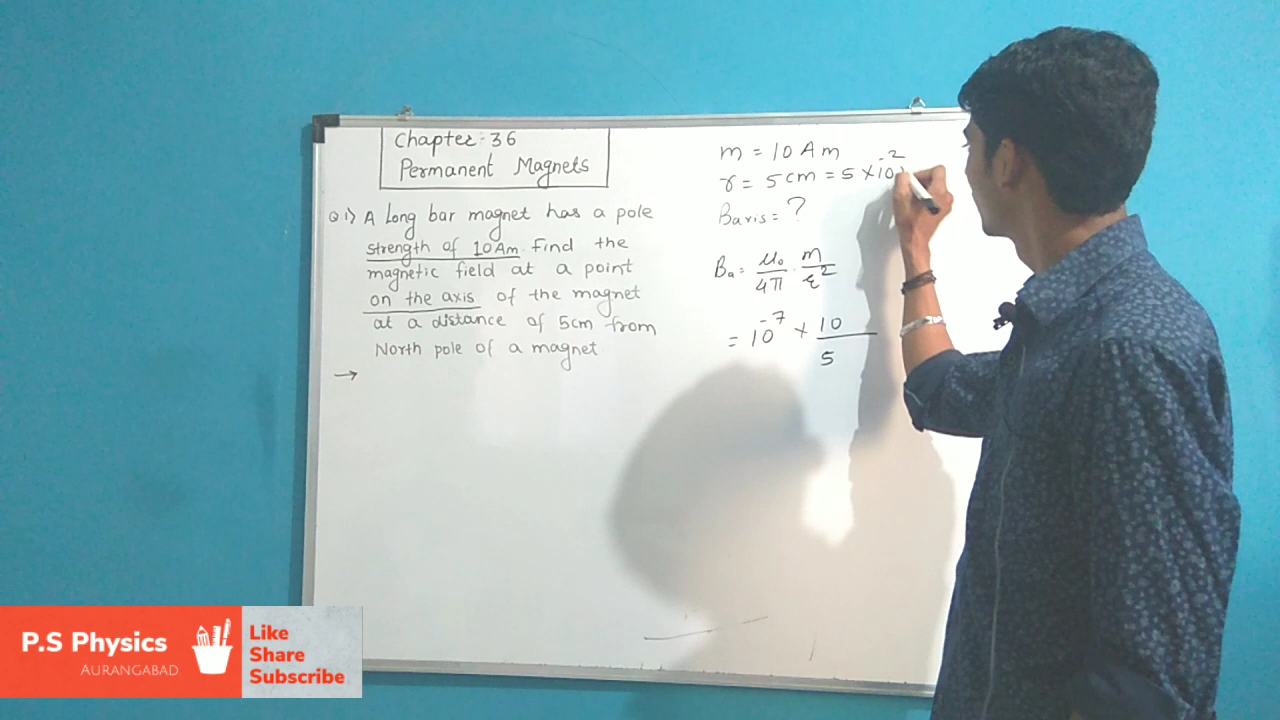 Chapter-36
Permanent Magnets
Q1) A Long bar magnet has a pole
strength of 10Am. Find the
magnetic field at a point
on the axis of the magnet
at a distance of 5cm from
North pole of a magnet.
→
m = 10 A m
r = 5 cm = 5 × 10⁻²
Baxis = ?
Ba = μ₀/4π · m/r²
= 10⁻⁷ × 10/5
P.S Physics
AURANGABAD
Like
Share
Subscribe